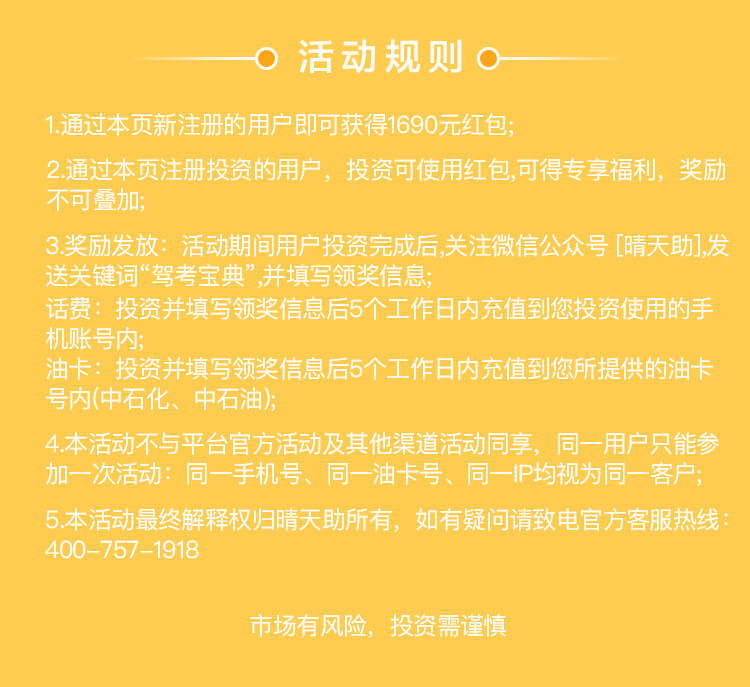 活动规则
1.通过本页新注册的用户即可获得1690元红包;
2.通过本页注册投资的用户，投资可使用红包,可得专享福利，奖励
不可叠加;
3.奖励发放：活动期间用户投资完成后,关注微信公众号 [晴天助],发
送关键词“驾考宝典”,并填写领奖信息;
话费：投资并填写领奖信息后5个工作日内充值到您投资使用的手
机账号内;
油卡：投资并填写领奖信息后5个工作日内充值到您所提供的油卡
号内(中石化、中石油);
4.本活动不与平台官方活动及其他渠道活动同享，同一用户只能参
加一次活动：同一手机号、同一油卡号、同一IP均视为同一客户;
5.本活动最终解释权归晴天助所有，如有疑问请致电官方客服热线：
400-757-1918
市场有风险，投资需谨慎